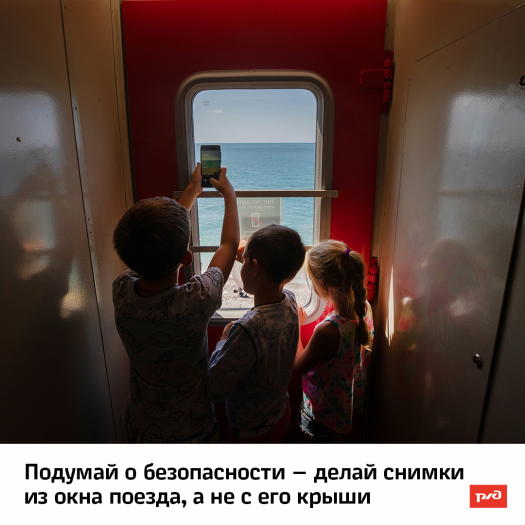 Подумай о безопасности – делай снимки
из окна поезда, а не с его крыши
ржд